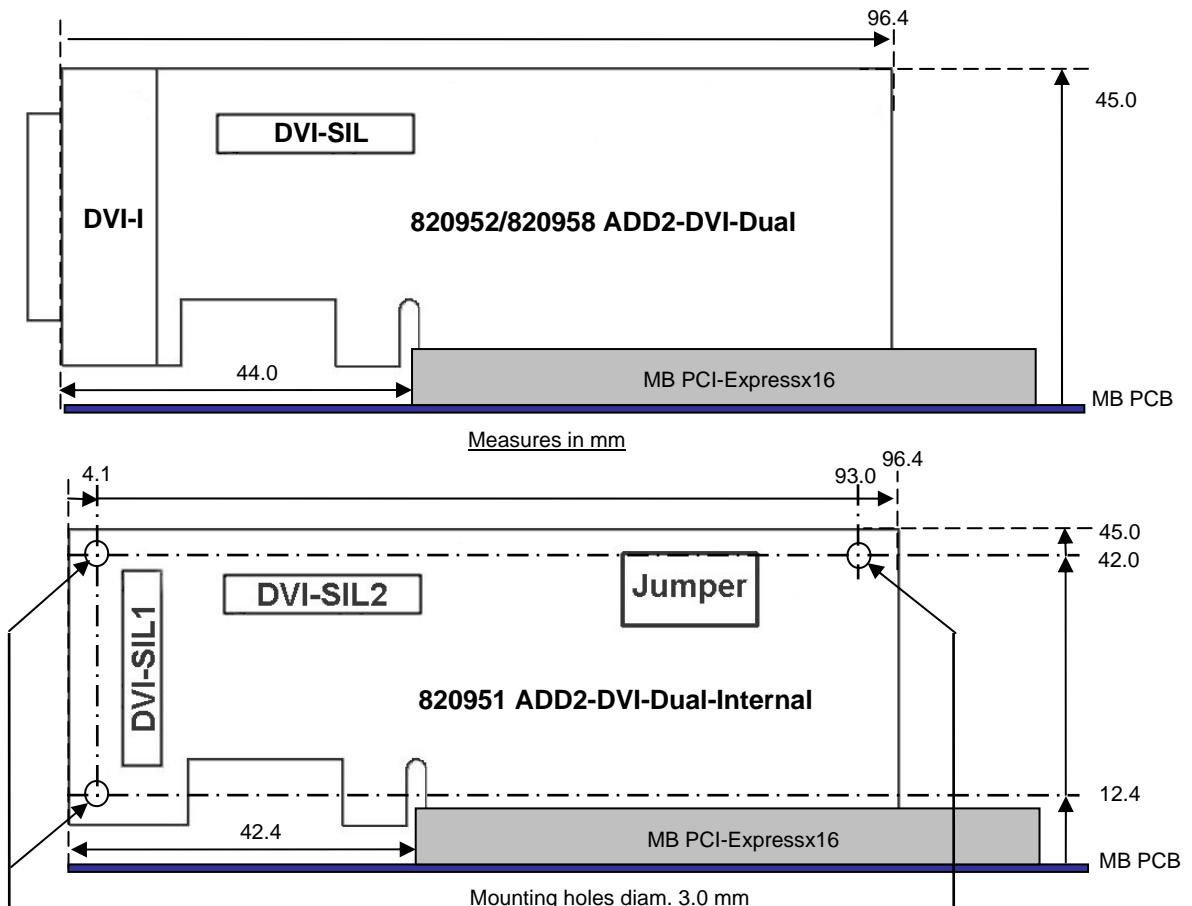 96.4
45.0
DVI-SIL
DVI-I
820952/820958 ADD2-DVI-Dual
44.0
MB PCI-Expressx16
MB PCB
Measures in mm
4.1
93.0
96.4
45.0
42.0
DVI-SIL2
Jumper
DVI-SIL1
820951 ADD2-DVI-Dual-Internal
12.4
42.4
MB PCI-Expressx16
MB PCB
Mounting holes diam. 3.0 mm